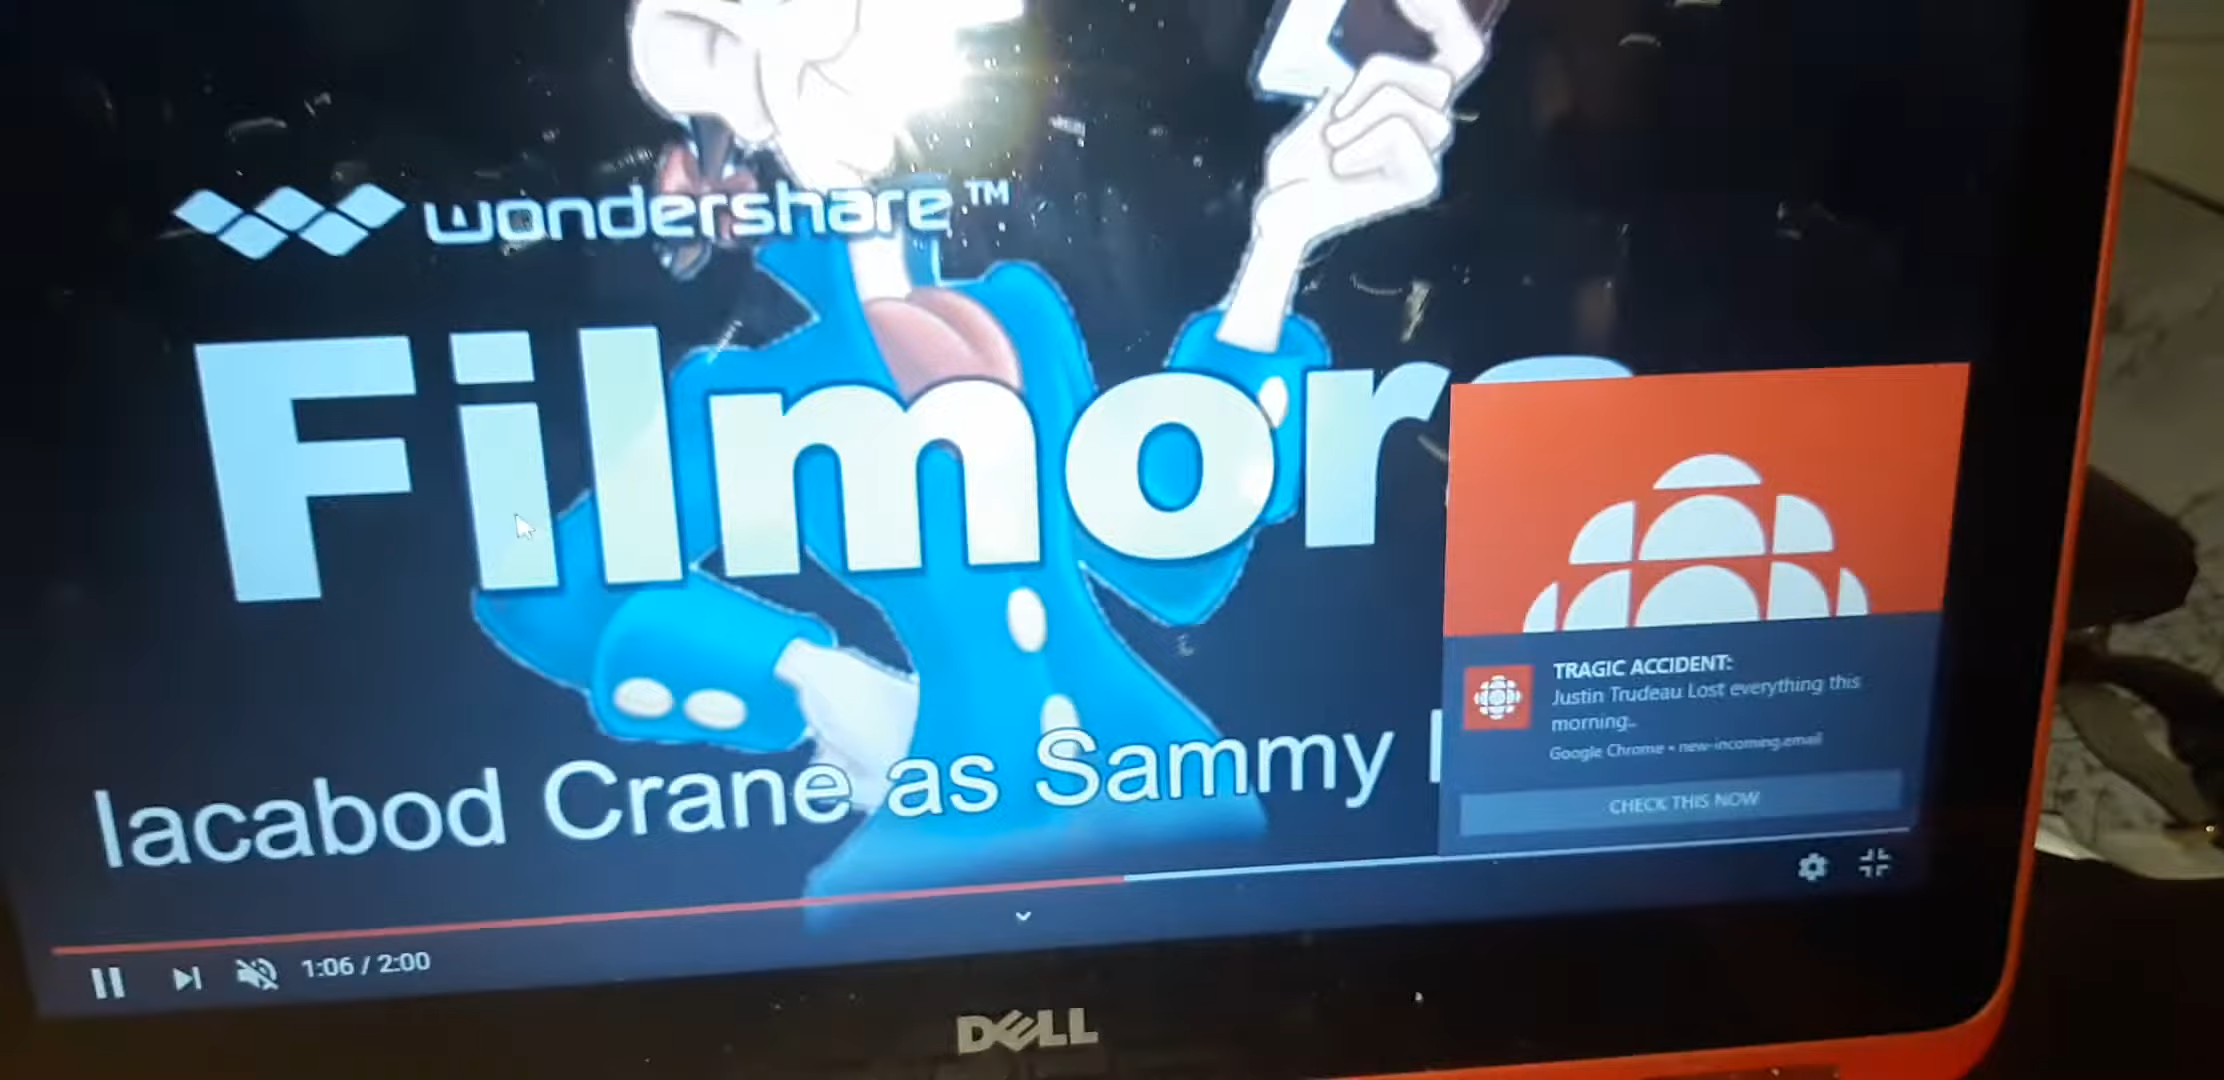 wondershare™
Filmor
TRAGIC ACCIDENT:
Justin Trudeau Lost everything this
morning..
Google Chrome • new-incoming.email
CHECK THIS NOW
Iacabod Crane as Sammy
1:06 / 2:00
DELL